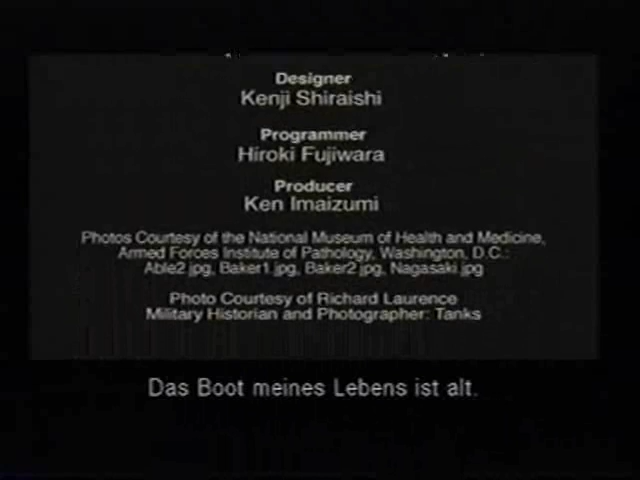 Designer
Kenji Shiraishi
Programmer
Hiroki Fujiwara
Producer
Ken Imaizumi
Photos Courtesy of the National Museum of Health and Medicine,
Armed Forces Institute of Pathology, Washington, D.C.:
Able2.jpg, Baker1.jpg, Baker2.jpg, Nagasaki.jpg
Photo Courtesy of Richard Laurence
Military Historian and Photographer: Tanks
Das Boot meines Lebens ist alt.